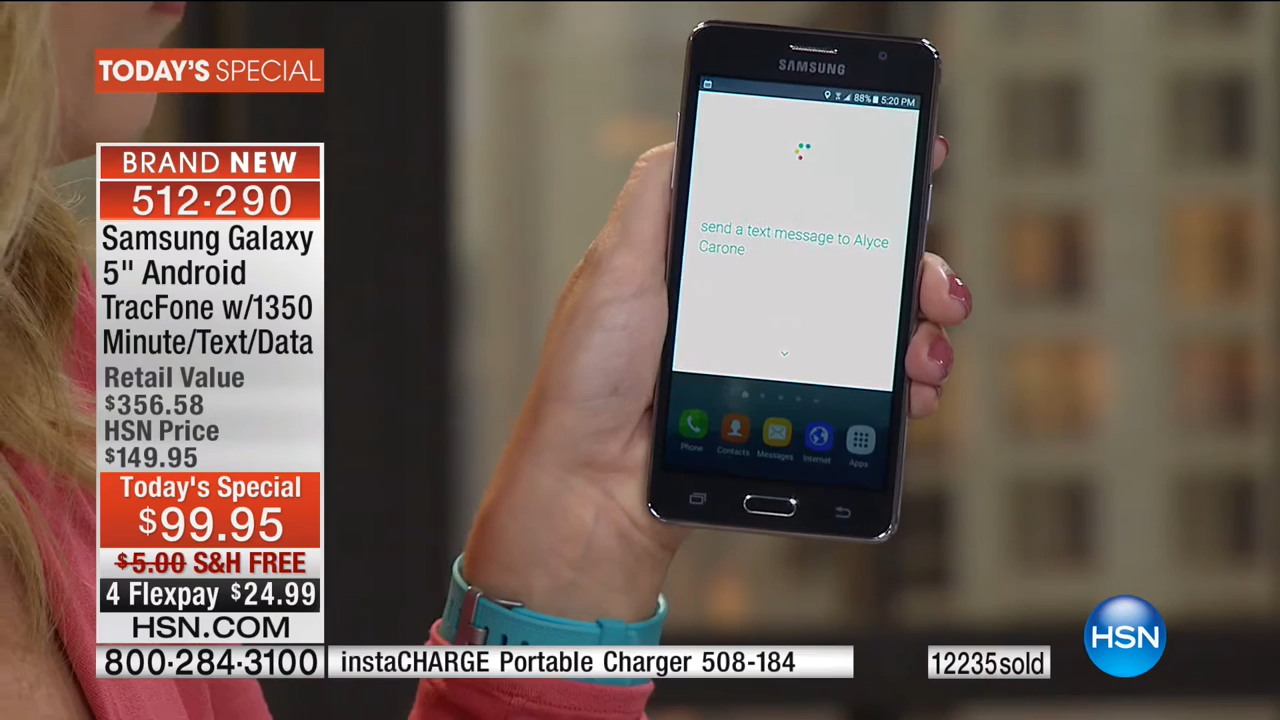 TODAY'S SPECIAL
BRAND NEW
512·290
Samsung Galaxy
5" Android
TracFone w/1350
Minute/Text/Data
Retail Value
$356.58
HSN Price
$149.95
Today's Special
$99.95
$5.00 S&H FREE
4 Flexpay $24.99
HSN.COM
800·284·3100
instaCHARGE Portable Charger 508-184
12235sold
HSN
SAMSUNG
88% 5:20 PM
send a text message to Alyce
Carone
Phone
Contacts
Messages
Internet
Apps